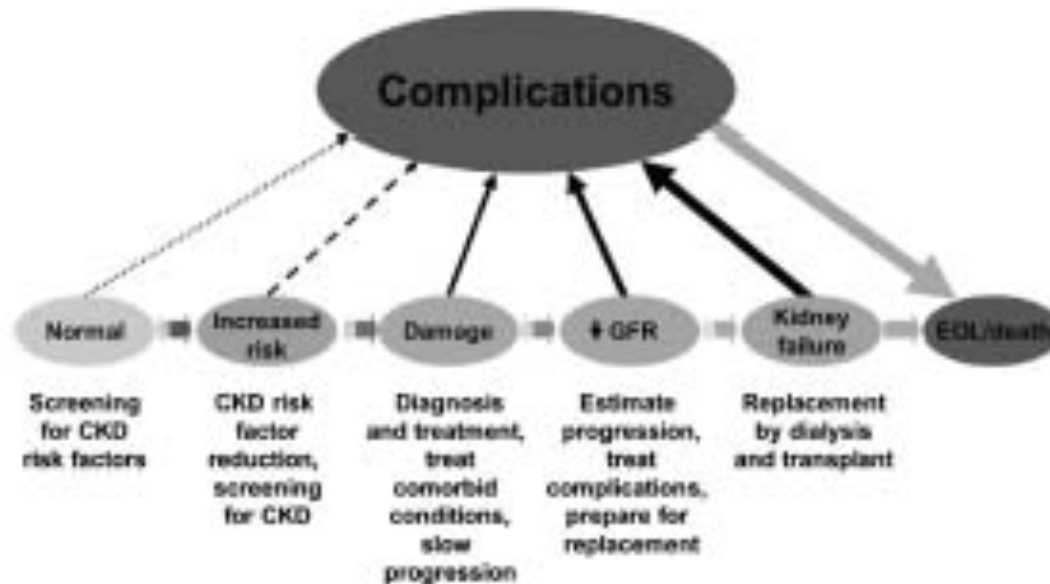 Complications
Normal
Increased
risk
Damage
GFR
Kidney
failure
EOL/death
Screening
for CKD
risk factors
CKD risk
factor
reduction,
screening
for CKD
Diagnosis
and treatment,
treat
comorbid
conditions,
slow
progression
Estimate
progression,
treat
complications,
prepare for
replacement
Replacement
by dialysis
and transplant